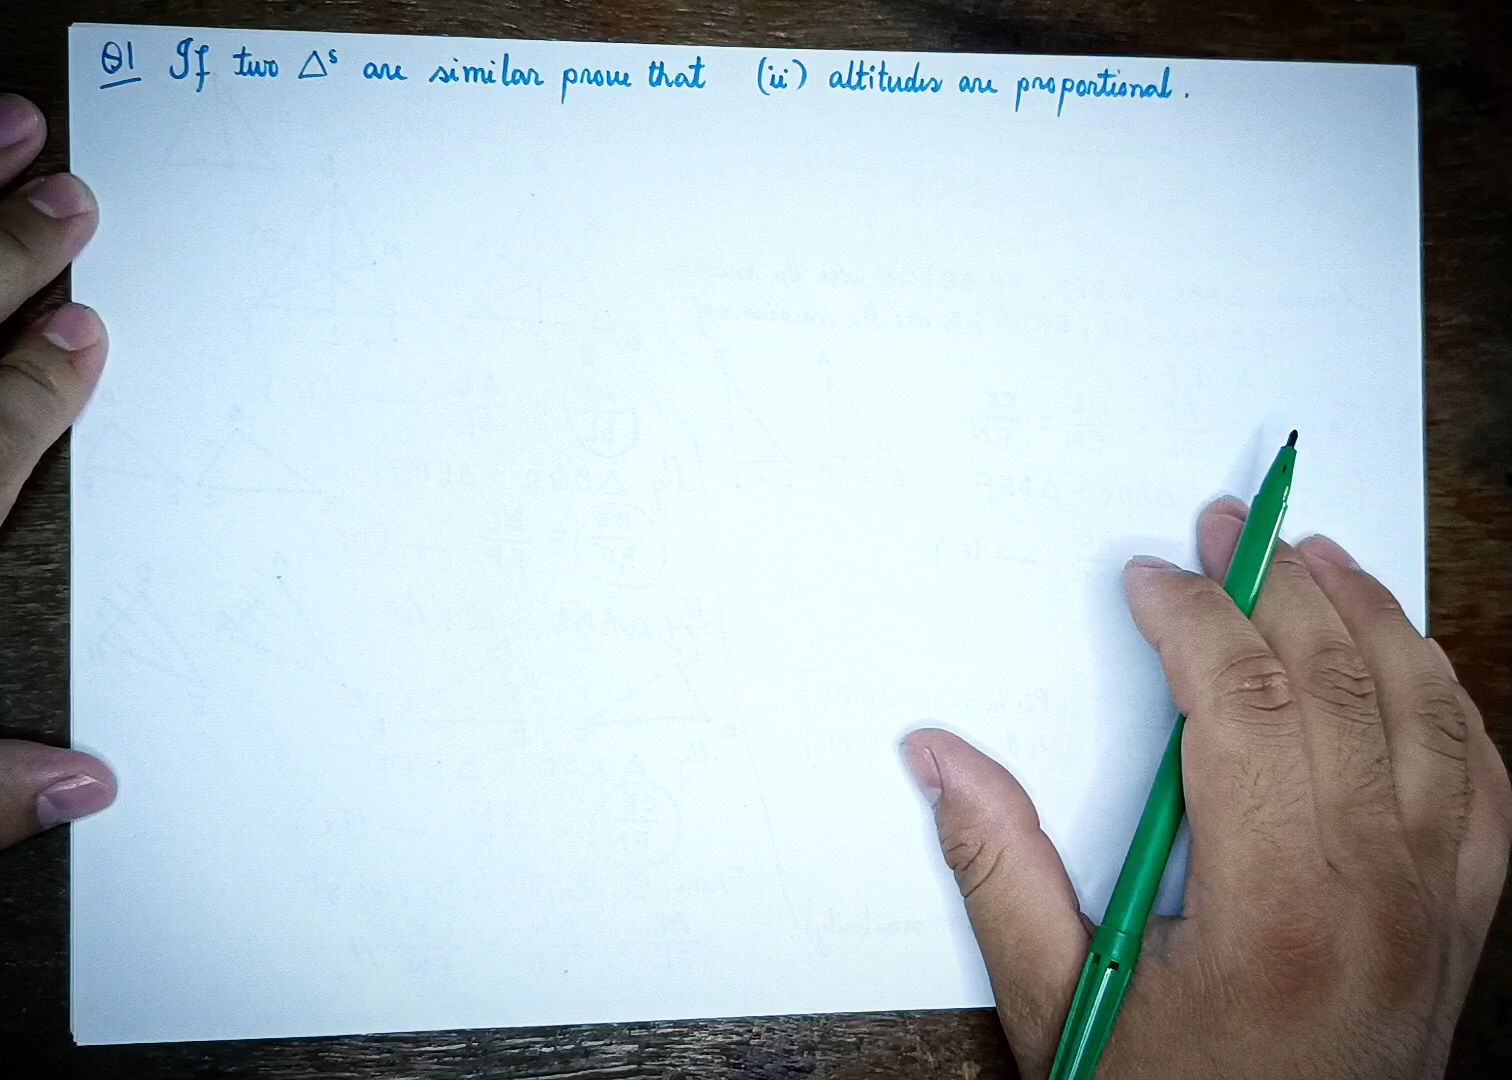 Q1 If two Δˢ are similar prove that (ii) altitudes are proportional.